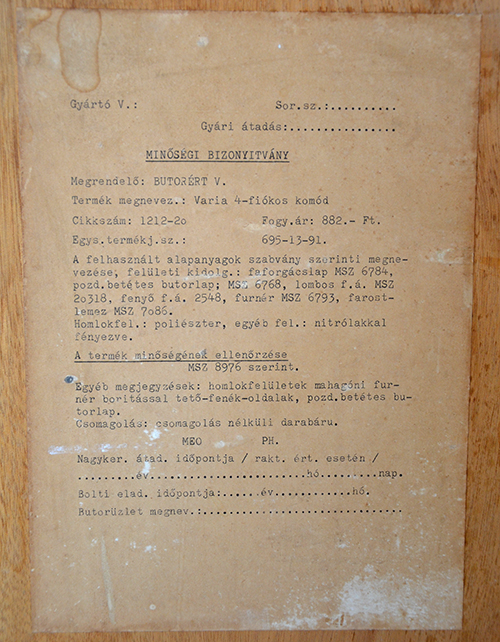 Gyártó V.: Sor.sz.:..........
Gyári átadás:................
MINŐSÉGI BIZONYITVÁNY
Megrendelő: BUTORÉRT V.
Termék megnevez.: Varia 4-fiókos komód
Cikkszám: 1212-2o Fogy.ár: 882.- Ft.
Egys.termékj.sz.: 695-13-91.
A felhasznált alapanyagok szabvány szerinti megne-
vezése, felületi kidolg.: faforgácslap MSZ 6784,
pozd.betétes butorlap; MSZ 6768, lombos f.á. MSZ
2o318, fenyő f.á. 2548, furnér MSZ 6793, farost-
lemez MSZ 7o86.
Homlokfel.: poliészter, egyéb fel.: nitrólakkal
fényezve.
A termék minőségének ellenőrzése
MSZ 8976 szerint.
Egyéb megjegyzések: homlokfelületek mahagóni fur-
nér boritással tető-fenék-oldalak, pozd.betétes bu-
torlap.
Csomagolás: csomagolás nélküli darabáru.
MEO PH.
Nagyker. átad. időpontja / rakt. ért. esetén /
.........év......................hó........nap.
Bolti elad. időpontja:......év...........hó.
Butorüzlet megnev.:.............................